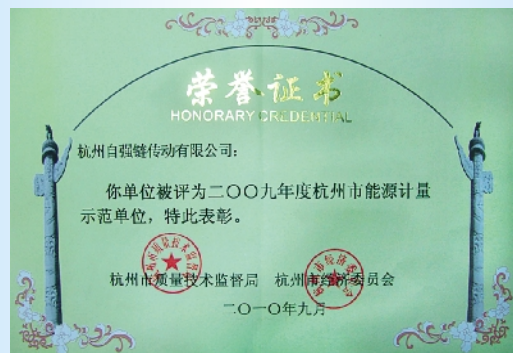 荣誉证书
HONORARY CREDENTIAL
杭州自强链传动有限公司：
你单位被评为二〇〇九年度杭州市能源计量
示范单位，特此表彰。
杭州市质量技术监督局 杭州市经济委员会
二〇一〇年九月